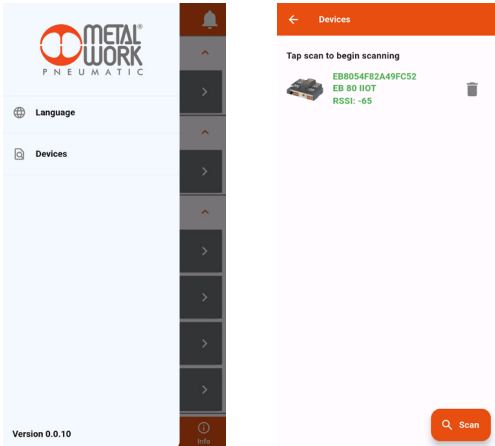 METAL®
WORK
PNEUMATIC
Language
Devices
Version 0.0.10
Info
Devices
Tap scan to begin scanning
EB8054F82A49FC52
EB 80 IIOT
RSSI: -65
Scan